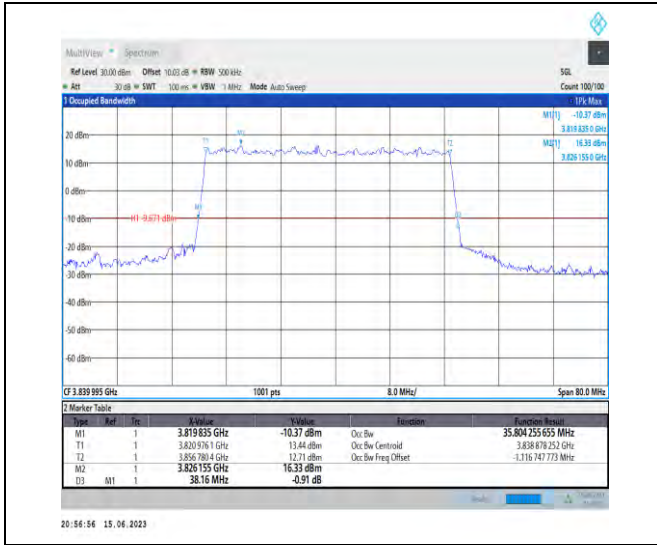 MultiView Spectrum
Ref Level 30.00 dBm Offset 10.03 dB RBW 500 kHz SGL
Att 30 dB SWT 100 ms VBW 1 MHz Mode Auto Sweep Count 100/100
1 Occupied Bandwidth 1Pk Max
M1[1] -10.37 dBm
3.819 835 0 GHz
M2[1] 16.33 dBm
3.826 155 0 GHz
20 dBm
T1
M2
T2
10 dBm
0 dBm
M1
-10 dBm
H1 -9.671 dBm
D3
-20 dBm
-30 dBm
-40 dBm
-50 dBm
-60 dBm
CF 3.839 995 GHz 1001 pts 8.0 MHz/ Span 80.0 MHz
2 Marker Table
Type Ref Trc X-Value Y-Value Function Function Result
M1 1 3.819 835 GHz -10.37 dBm Occ Bw 35.804 255 655 MHz
T1 1 3.820 976 1 GHz 13.44 dBm Occ Bw Centroid 3.838 878 252 GHz
T2 1 3.856 780 4 GHz 12.71 dBm Occ Bw Freq Offset -1.116 747 773 MHz
M2 1 3.826 155 GHz 16.33 dBm
D3 M1 1 38.16 MHz -0.91 dB
20:56:56 15.06.2023